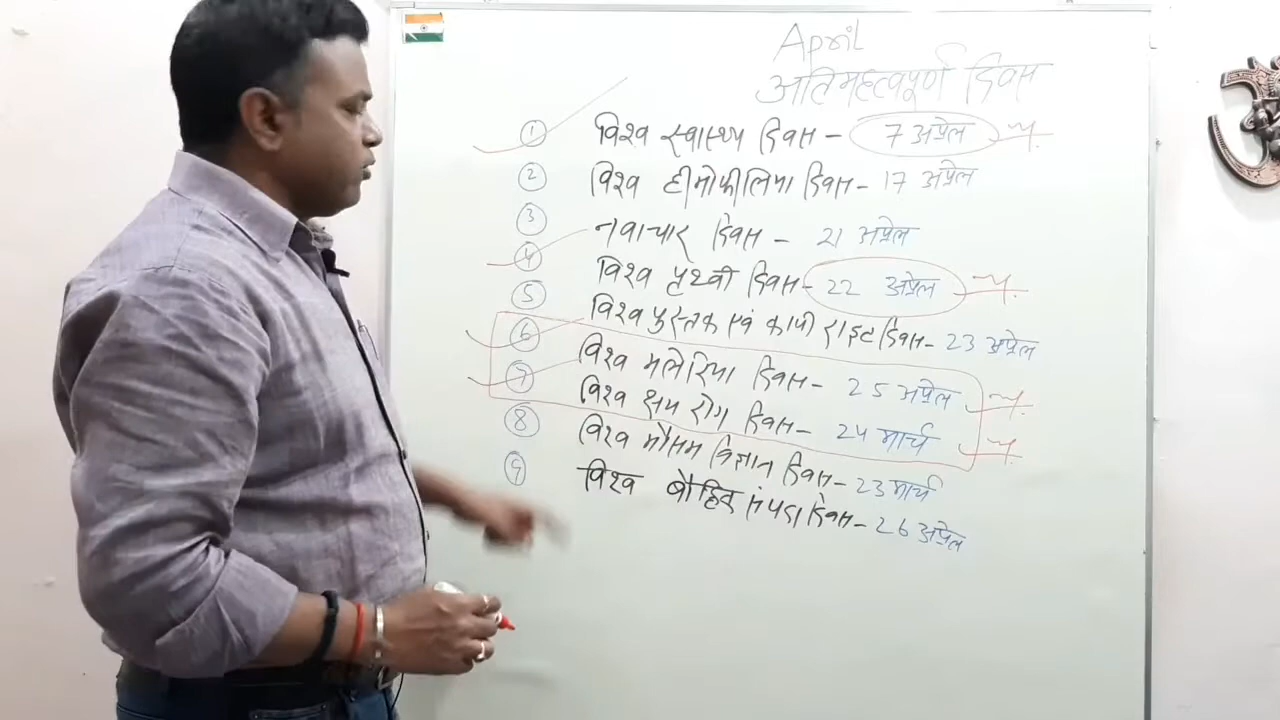 April
अतिमहत्वपूर्ण दिवस
① विश्व स्वास्थ्य दिवस - 7 अप्रेल
② विश्व हीमोफीलिया दिवस - 17 अप्रेल
③ नवाचार दिवस - 21 अप्रेल
④ विश्व पृथ्वी दिवस - 22 अप्रेल
⑤ विश्व पुस्तक एवं कापी राइट दिवस - 23 अप्रेल
⑥ विश्व मलेरिया दिवस - 25 अप्रेल
⑦ विश्व क्षय रोग दिवस - 24 मार्च
⑧ विश्व मौसम विज्ञान दिवस - 23 मार्च
⑨ विश्व बौद्दिक संपदा दिवस - 26 अप्रेल